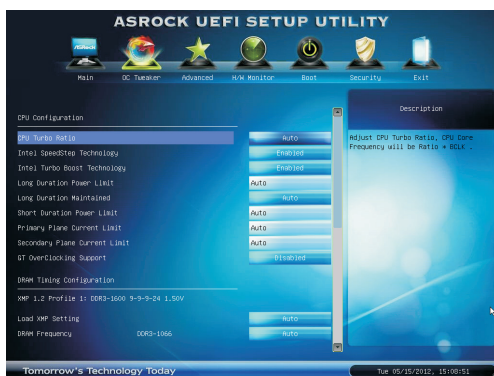 ASROCK UEFI SETUP UTILITY
ASRock
Main OC Tweaker Advanced H/W Monitor Boot Security Exit
CPU Configuration
CPU Turbo Ratio Auto
Intel SpeedStep Technology Enabled
Intel Turbo Boost Technology Enabled
Long Duration Power Limit Auto
Long Duration Maintained Auto
Short Duration Power Limit Auto
Primary Plane Current Limit Auto
Secondary Plane Current Limit Auto
GT OverClocking Support Disabled
DRAM Timing Configuration
XMP 1.2 Profile 1: DDR3-1600 9-9-9-24 1.50V
Load XMP Setting Auto
DRAM Frequency DDR3-1066 Auto
Description
Adjust CPU Turbo Ratio, CPU Core
Frequency will be Ratio * BCLK .
Tomorrow's Technology Today
Tue 05/15/2012, 15:08:51